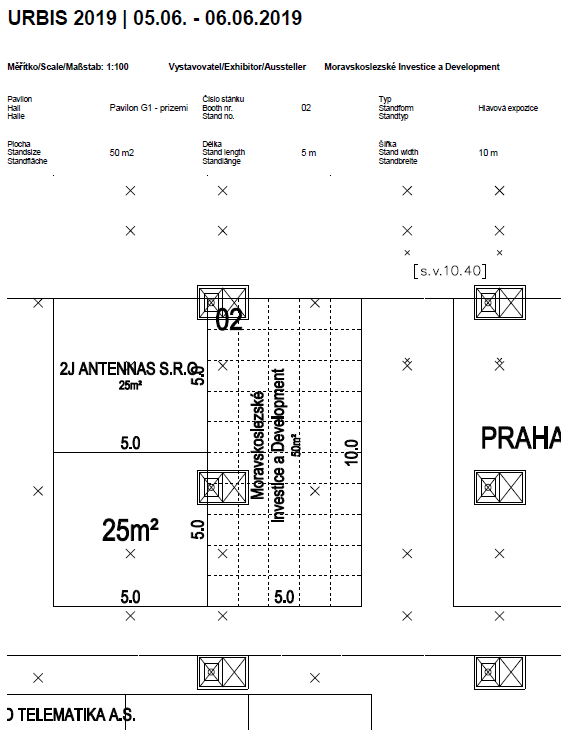 URBIS 2019 | 05.06. - 06.06.2019
Měřítko/Scale/Maßstab: 1:100 Vystavovatel/Exhibitor/Aussteller Moravskoslezské Investice a Development
Pavilon
Hall
Halle
Pavilon G1 - přízemí
Číslo stánku
Booth nr.
Stand no.
02
Typ
Standform
Standtyp
Hlavová expozice
Plocha
Standsize
Standfläche
50 m2
Délka
Stand length
Standlänge
5 m
Šířka
Stand width
Standbreite
10 m
[s.v.10.40]
02
2J ANTENNAS S.R.O.
25m²
5.0
5.0
Moravskoslezské
Investice a Development
50m²
10.0
PRAHA
25m²
5.0
5.0
5.0
O TELEMATIKA A.S.